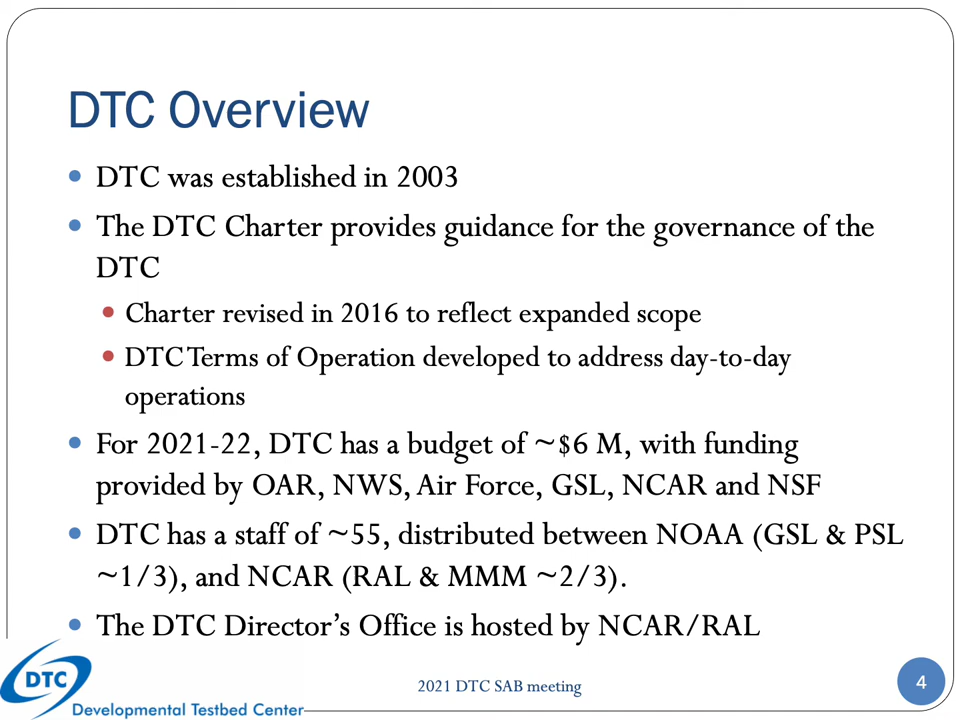 DTC Overview
DTC was established in 2003
The DTC Charter provides guidance for the governance of the
DTC
Charter revised in 2016 to reflect expanded scope
DTC Terms of Operation developed to address day-to-day
operations
For 2021-22, DTC has a budget of ~$6 M, with funding
provided by OAR, NWS, Air Force, GSL, NCAR and NSF
DTC has a staff of ~55, distributed between NOAA (GSL & PSL
~1/3), and NCAR (RAL & MMM ~2/3).
The DTC Director’s Office is hosted by NCAR/RAL
DTC
Developmental Testbed Center
2021 DTC SAB meeting
4